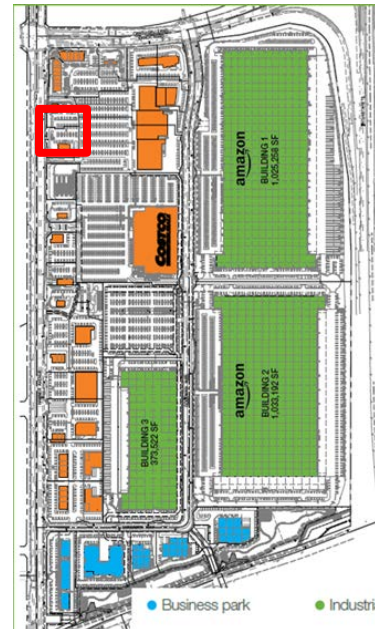 amazon
BUILDING 1
1,025,258 SF
COSTCO
WHOLESALE
amazon
BUILDING 2
1,033,192 SF
BUILDING 3
373,522 SF
Business park
Industri